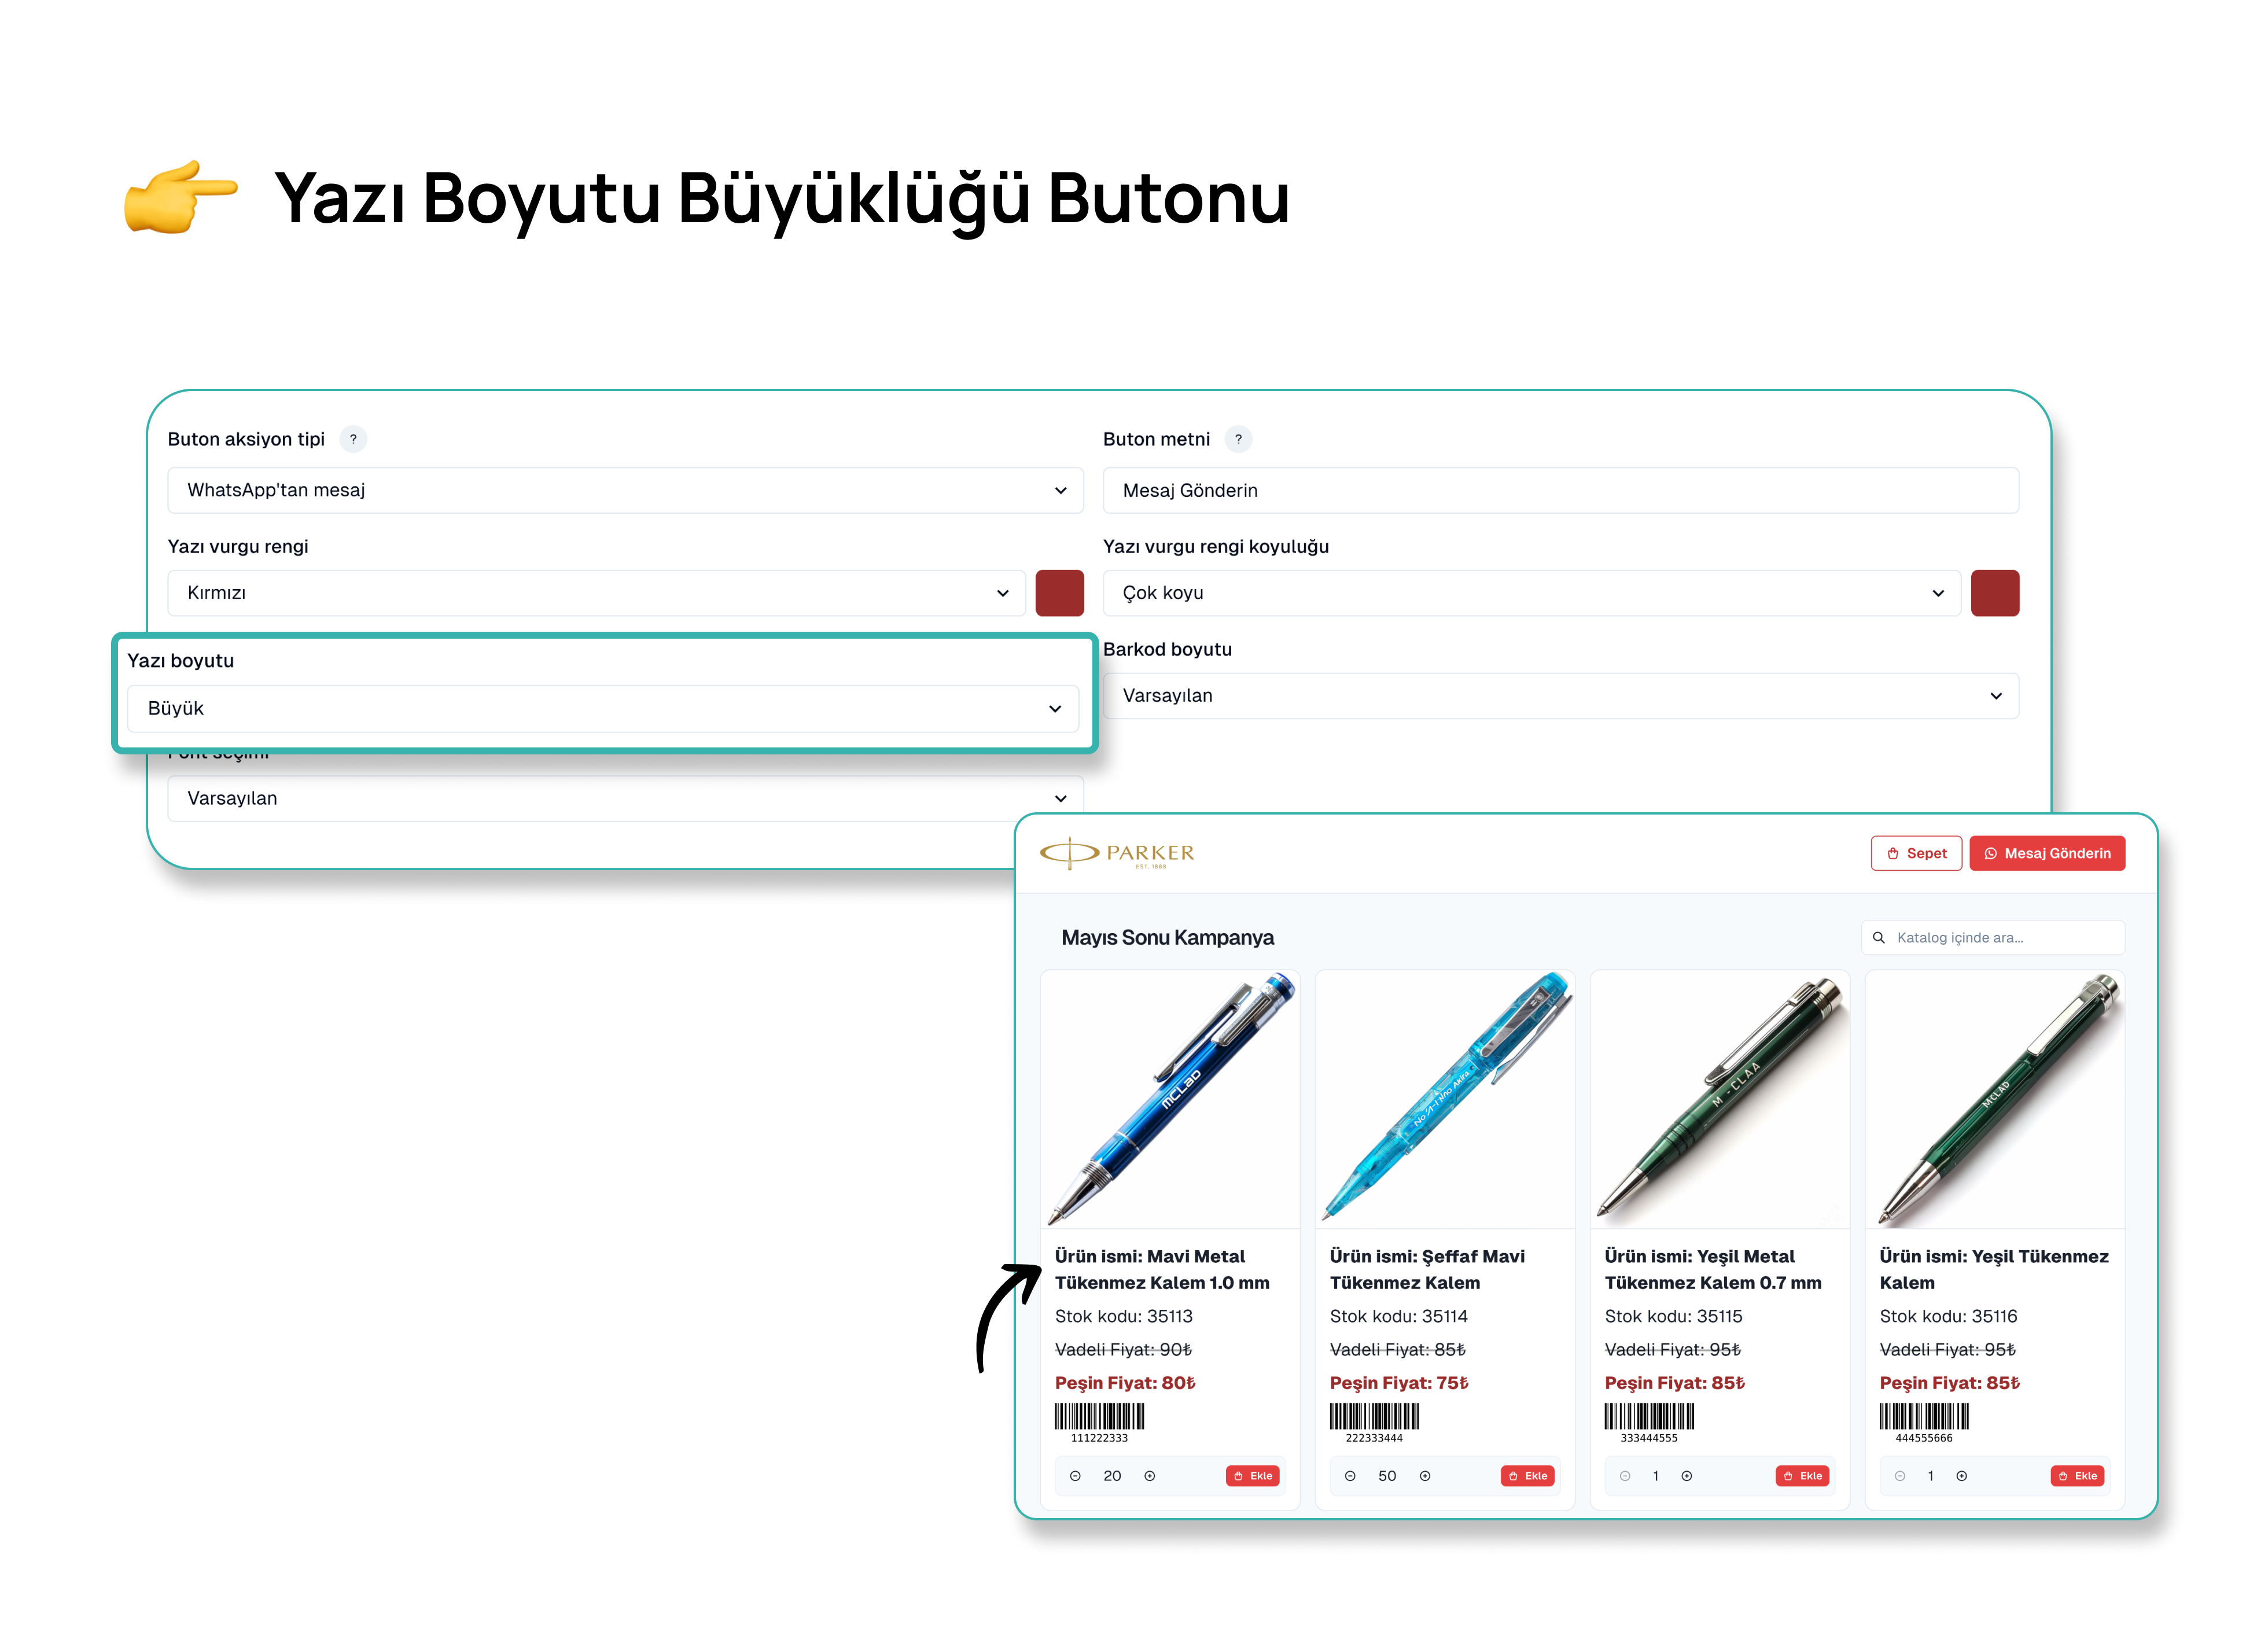 Yazı Boyutu Büyüklüğü Butonu
Buton aksiyon tipi ?
WhatsApp'tan mesaj
Buton metni ?
Mesaj Gönderin
Yazı vurgu rengi
Kırmızı
Yazı vurgu rengi koyuluğu
Çok koyu
Yazı boyutu
Büyük
Barkod boyutu
Varsayılan
Font seçimi
Varsayılan
PARKER
EST. 1888
Sepet
Mesaj Gönderin
Mayıs Sonu Kampanya
Katalog içinde ara...
MCLaD
M - CLAA
McLAD
Ürün ismi: Mavi Metal
Tükenmez Kalem 1.0 mm
Stok kodu: 35113
Vadeli Fiyat: 90₺
Peşin Fiyat: 80₺
111222333
20
Ekle
Ürün ismi: Şeffaf Mavi
Tükenmez Kalem
Stok kodu: 35114
Vadeli Fiyat: 85₺
Peşin Fiyat: 75₺
222333444
50
Ekle
Ürün ismi: Yeşil Metal
Tükenmez Kalem 0.7 mm
Stok kodu: 35115
Vadeli Fiyat: 95₺
Peşin Fiyat: 85₺
333444555
1
Ekle
Ürün ismi: Yeşil Tükenmez
Kalem
Stok kodu: 35116
Vadeli Fiyat: 95₺
Peşin Fiyat: 85₺
444555666
1
Ekle